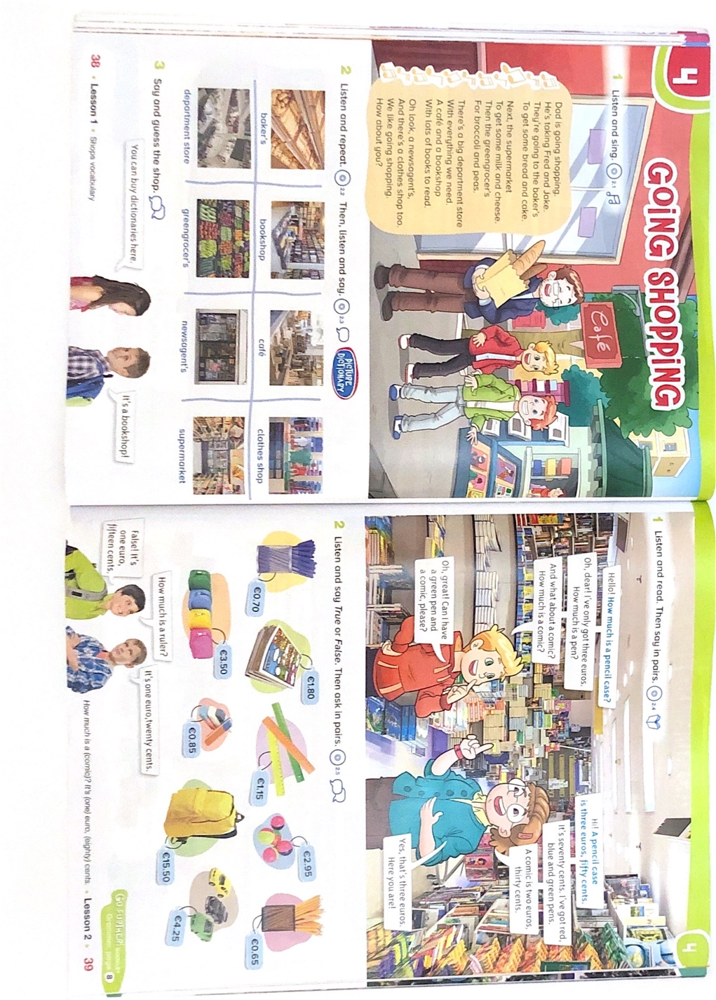 4
GOING SHOPPING
1 Listen and sing. 2.1
Dad is going shopping.
He's taking Fred and Jake.
They're going to the baker's
To get some bread and cake.
Next, the supermarket
To get some milk and cheese.
Then the greengrocer's
For broccoli and peas.
There's a big department store
With everything we need.
A café and a bookshop
With lots of books to read.
Oh look, a newsagent's,
And there's a clothes shop too.
We like going shopping.
How about you?
Café
2 Listen and repeat. 2.2 Then, listen and say. 2.3
PICTURE
DICTIONARY
baker's
bookshop
café
clothes shop
department store
greengrocer's
newsagent's
supermarket
3 Say and guess the shop.
You can buy dictionaries here.
It's a bookshop!
38 • Lesson 1 • Shops vocabulary
4
1 Listen and read. Then say in pairs. 2.4
Hello! How much is a pencil case?
Hi! A pencil case
is three euros, fifty cents.
Oh, dear! I've only got three euros.
How much is a pen?
It's seventy cents. I've got red,
blue and green pens.
And what about a comic?
How much is a comic?
A comic is two euros,
thirty cents.
Oh, great! Can I have
a green pen and
a comic, please?
Yes, that's three euros.
Here you are!
2 Listen and say True or False. Then ask in pairs. 2.5
€0.70
€1.80
€1.15
€2.95
€0.65
€3.50
€0.85
€15.50
€4.25
How much is a ruler?
It's one euro, twenty cents.
False! It's
one euro,
fifteen cents.
How much is a (comic)? It's (one) euro, (eighty) cents. • Lesson 2 • 39
GO FURTHER!
Grammar: page 8